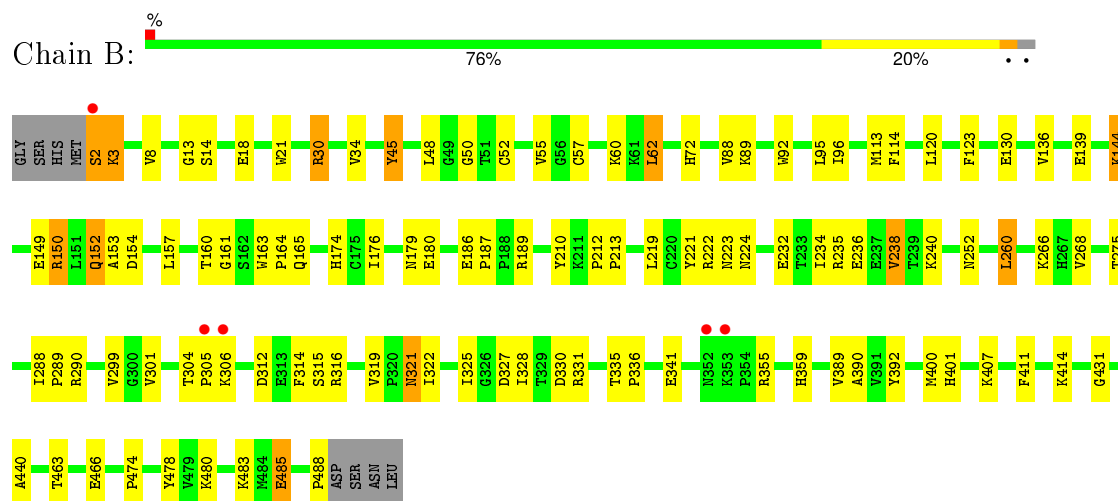 %
Chain B:
76% 20% • •
GLY SER HIS MET S2 K3 V8 G13 S14 E18 W21 R30 V34 Y45 L48 G49 G50 T51 C52 V55 G56 C57 K60 K61 L62 H72 V88 K89 W92 L95 I96 M113 F114 L120 F123 E130 V136 E139 K144
E149 R150 L151 Q152 A153 D154 L157 T160 G161 S162 W163 P164 Q165 H174 C175 I176 N179 E180 E186 P187 P188 R189 Y210 K211 P212 P213 L219 C220 Y221 R222 N223 N224 E232 T233 I234 R235 E236 E237 V238 T239 K240 N252 L260 K266 H267 V268 T275
I288 P289 R290 V299 G300 V301 T304 P305 K306 D312 E313 F314 S315 R316 V319 P320 N321 I322 I325 G326 D327 I328 T329 D330 R331 T335 P336 E341 N352 K353 P354 R355 H359 V389 A390 V391 Y392 M400 H401 K407 F411 K414 G431
A440 T463 E466 P474 Y478 V479 K480 K483 M484 E485 P488 ASP SER ASN LEU